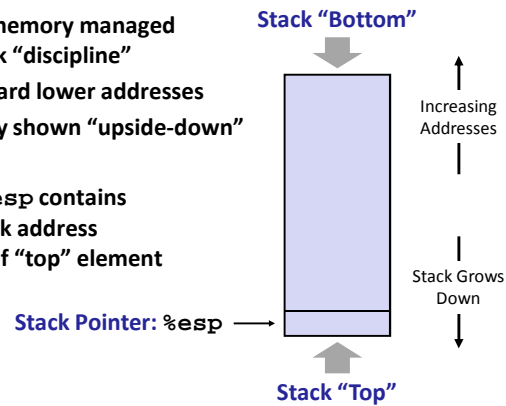 Stack “Bottom”
memory managed
k “discipline”
ard lower addresses
y shown “upside-down”
esp contains
k address
f “top” element
Increasing
Addresses
Stack Grows
Down
Stack Pointer: %esp
Stack “Top”